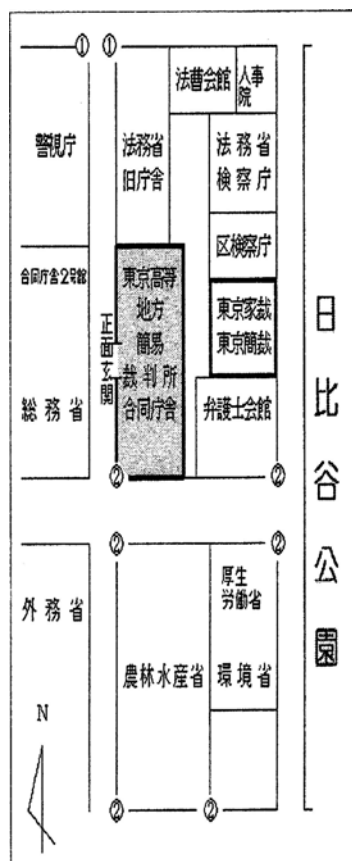 ① ①
法曹会館
人事院
警視庁
法務省
旧庁舎
法務省
検察庁
区検察庁
合同庁舎2号館
総務省
正面玄関
東京高等
地方
簡易
裁判所
合同庁舎
東京家裁
東京簡裁
弁護士会館
日比谷公園
②
② ②
外務省
農林水産省
厚生
労働省
環境省
N
② ②